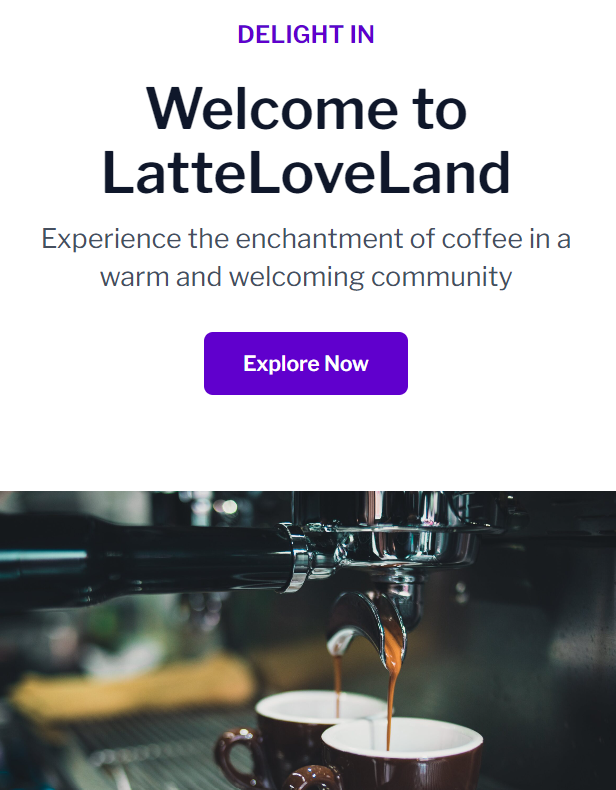 DELIGHT IN
Welcome to
LatteLoveLand
Experience the enchantment of coffee in a
warm and welcoming community
Explore Now